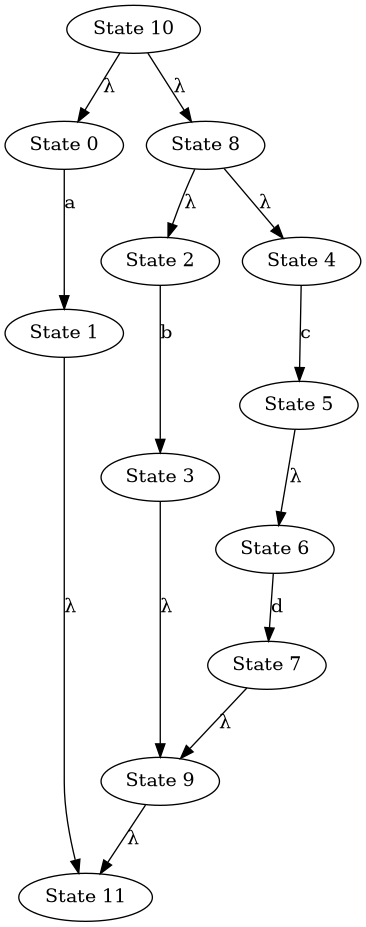 State 10
λ
λ
State 0
State 8
a
λ
λ
State 2
State 4
State 1
b
c
State 5
State 3
λ
State 6
λ
λ
d
State 7
λ
State 9
λ
State 11